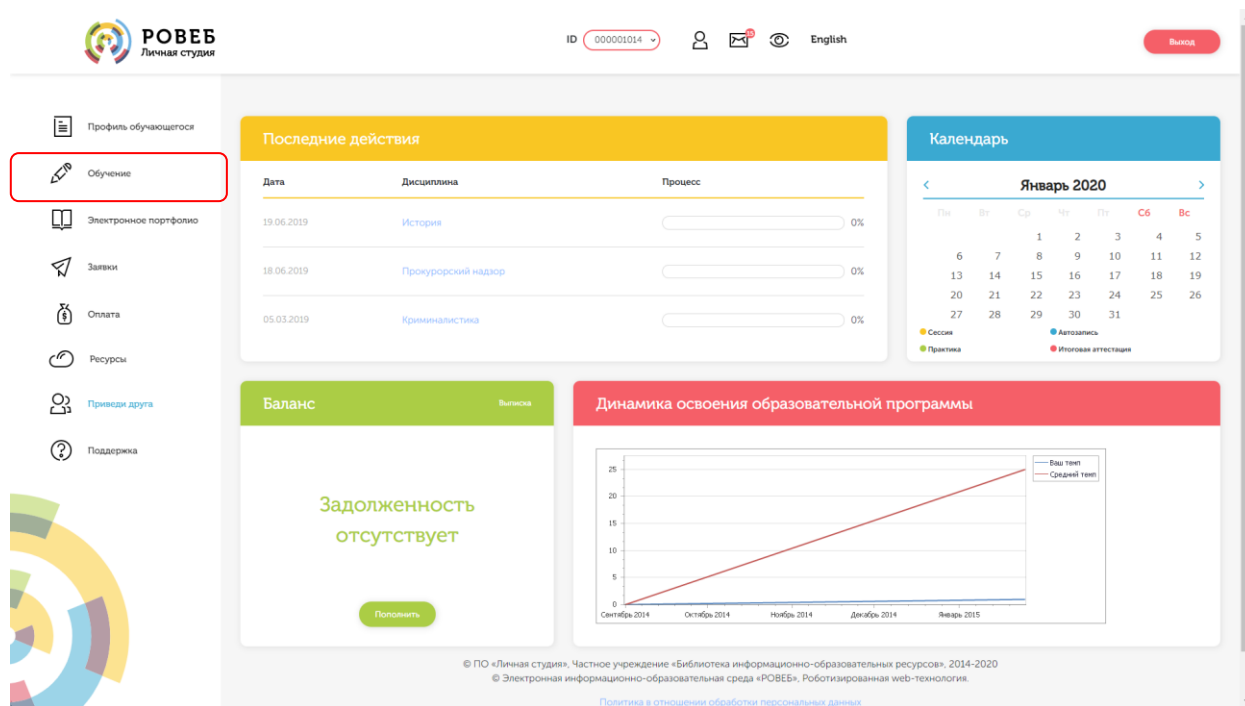 РОВЕБ
Личная студия
ID 000001014
English
Выход
Профиль обучающегося
Обучение
Электронное портфолио
Заявки
Оплата
Ресурсы
Приведи друга
Поддержка
Последние действия
Дата Дисциплина Процесс
19.06.2019 История 0%
18.06.2019 Прокурорский надзор 0%
05.03.2019 Криминалистика 0%
Календарь
< Январь 2020 >
Пн Вт Ср Чт Пт Сб Вс
1 2 3 4 5
6 7 8 9 10 11 12
13 14 15 16 17 18 19
20 21 22 23 24 25 26
27 28 29 30 31
Сессия Автозапись
Практика Итоговая аттестация
Баланс Выписка
Задолженность
отсутствует
Пополнить
Динамика освоения образовательной программы
Ваш темп
Средний темп
25
20
15
10
5
0
Сентябрь 2014 Октябрь 2014 Ноябрь 2014 Декабрь 2014 Январь 2015
© ПО «Личная студия», Частное учреждение «Библиотека информационно-образовательных ресурсов», 2014-2020
© Электронная информационно-образовательная среда «РОВЕБ», Роботизированная web-технология.
Политика в отношении обработки персональных данных